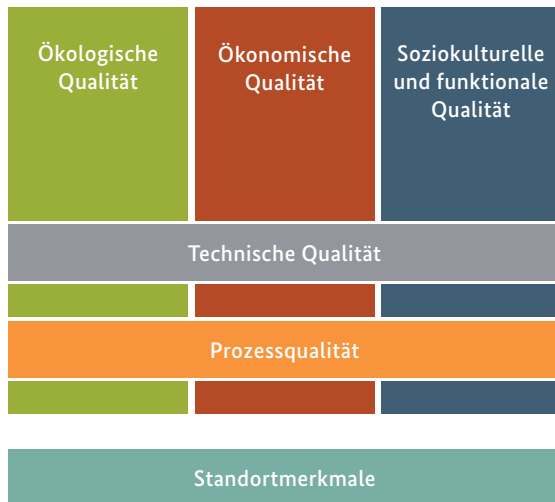 Ökologische
Qualität
Ökonomische
Qualität
Soziokulturelle
und funktionale
Qualität
Technische Qualität
Prozessqualität
Standortmerkmale